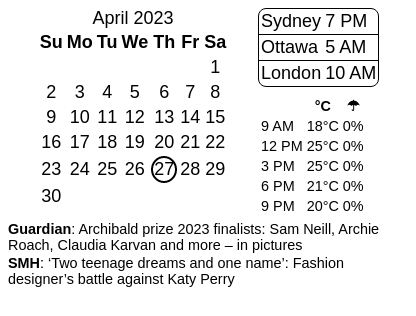 April 2023
Su Mo Tu We Th Fr Sa
1
2 3 4 5 6 7 8
9 10 11 12 13 14 15
16 17 18 19 20 21 22
23 24 25 26 27 28 29
30
Sydney 7 PM
Ottawa 5 AM
London 10 AM
°C ☂
9 AM 18°C 0%
12 PM 25°C 0%
3 PM 25°C 0%
6 PM 21°C 0%
9 PM 20°C 0%
Guardian: Archibald prize 2023 finalists: Sam Neill, Archie
Roach, Claudia Karvan and more – in pictures
SMH: ‘Two teenage dreams and one name’: Fashion
designer’s battle against Katy Perry